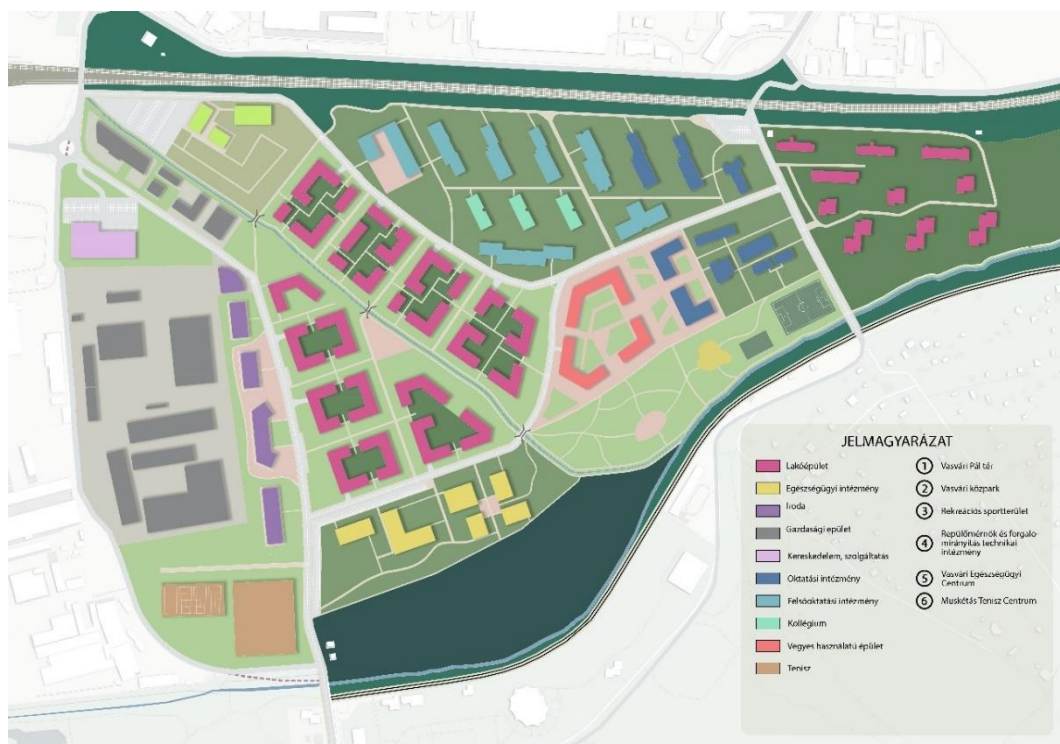 JELMAGYARÁZAT
Lakóépület
Egészségügyi intézmény
Iroda
Gazdasági épület
Kereskedelem, szolgáltatás
Oktatási intézmény
Felsőoktatási intézmény
Kollégium
Vegyes használatú épület
Tenisz
1 Vasvári Pál tér
2 Vasvári közpark
3 Rekreációs sportterület
4 Repülőmérnök és forgalo-
mirányítás technikai
intézmény
5 Vasvári Egészségügyi
Centrum
6 Muskétás Tenisz Centrum